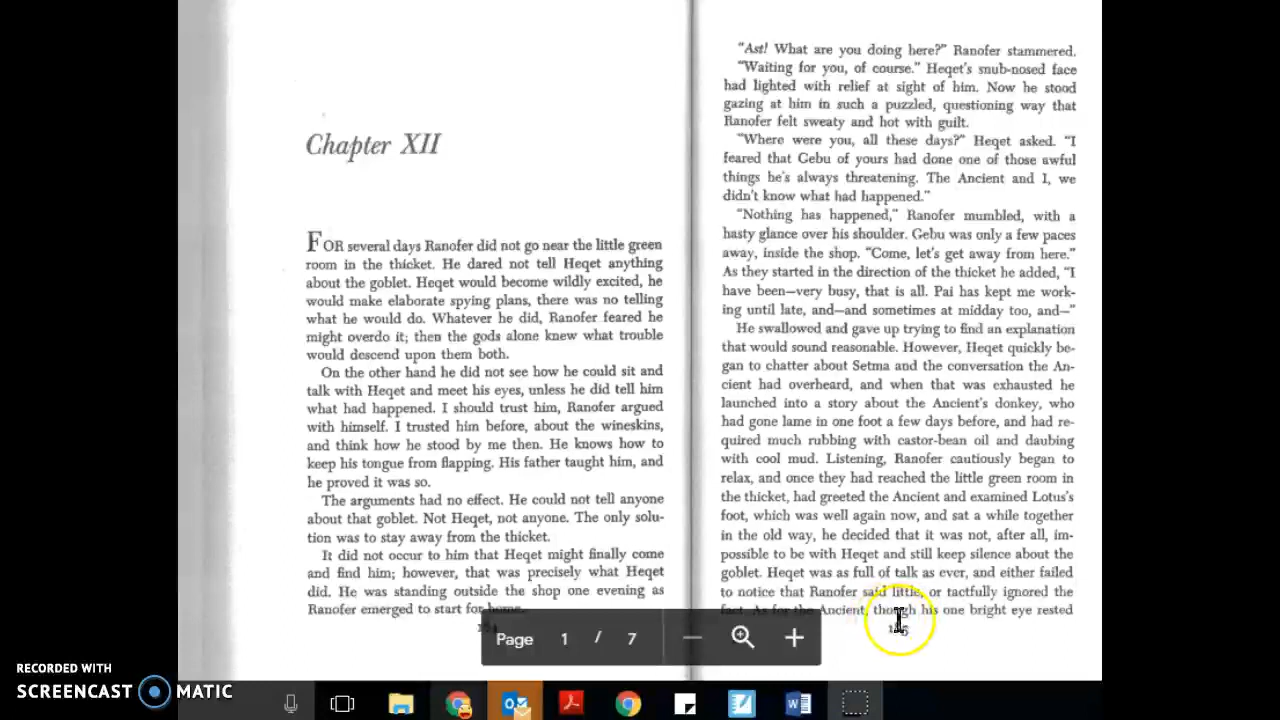 Chapter XII
FOR several days Ranofer did not go near the little green
room in the thicket. He dared not tell Heqet anything
about the goblet. Heqet would become wildly excited, he
would make elaborate spying plans, there was no telling
what he would do. Whatever he did, Ranofer feared he
might overdo it; then the gods alone knew what trouble
would descend upon them both.
On the other hand he did not see how he could sit and
talk with Heqet and meet his eyes, unless he did tell him
what had happened. I should trust him, Ranofer argued
with himself. I trusted him before, about the wineskins,
and think how he stood by me then. He knows how to
keep his tongue from flapping. His father taught him, and
he proved it was so.
The arguments had no effect. He could not tell anyone
about that goblet. Not Heqet, not anyone. The only solu-
tion was to stay away from the thicket.
It did not occur to him that Heqet might finally come
and find him; however, that was precisely what Heqet
did. He was standing outside the shop one evening as
Ranofer emerged to start for home.
"Ast! What are you doing here?" Ranofer stammered.
"Waiting for you, of course." Heqet's snub-nosed face
had lighted with relief at sight of him. Now he stood
gazing at him in such a puzzled, questioning way that
Ranofer felt sweaty and hot with guilt.
"Where were you, all these days?" Heqet asked. "I
feared that Gebu of yours had done one of those awful
things he's always threatening. The Ancient and I, we
didn't know what had happened."
"Nothing has happened," Ranofer mumbled, with a
hasty glance over his shoulder. Gebu was only a few paces
away, inside the shop. "Come, let's get away from here."
As they started in the direction of the thicket he added, "I
have been—very busy, that is all. Pai has kept me work-
ing until late, and—and sometimes at midday too, and—"
He swallowed and gave up trying to find an explanation
that would sound reasonable. However, Heqet quickly be-
gan to chatter about Setma and the conversation the An-
cient had overheard, and when that was exhausted he
launched into a story about the Ancient's donkey, who
had gone lame in one foot a few days before, and had re-
quired much rubbing with castor-bean oil and daubing
with cool mud. Listening, Ranofer cautiously began to
relax, and once they had reached the little green room in
the thicket, had greeted the Ancient and examined Lotus's
foot, which was well again now, and sat a while together
in the old way, he decided that it was not, after all, im-
possible to be with Heqet and still keep silence about the
goblet. Heqet was as full of talk as ever, and either failed
to notice that Ranofer said little, or tactfully ignored the
fact. As for the Ancient, though his one bright eye rested
Page 1 / 7
RECORDED WITH
SCREENCAST MATIC